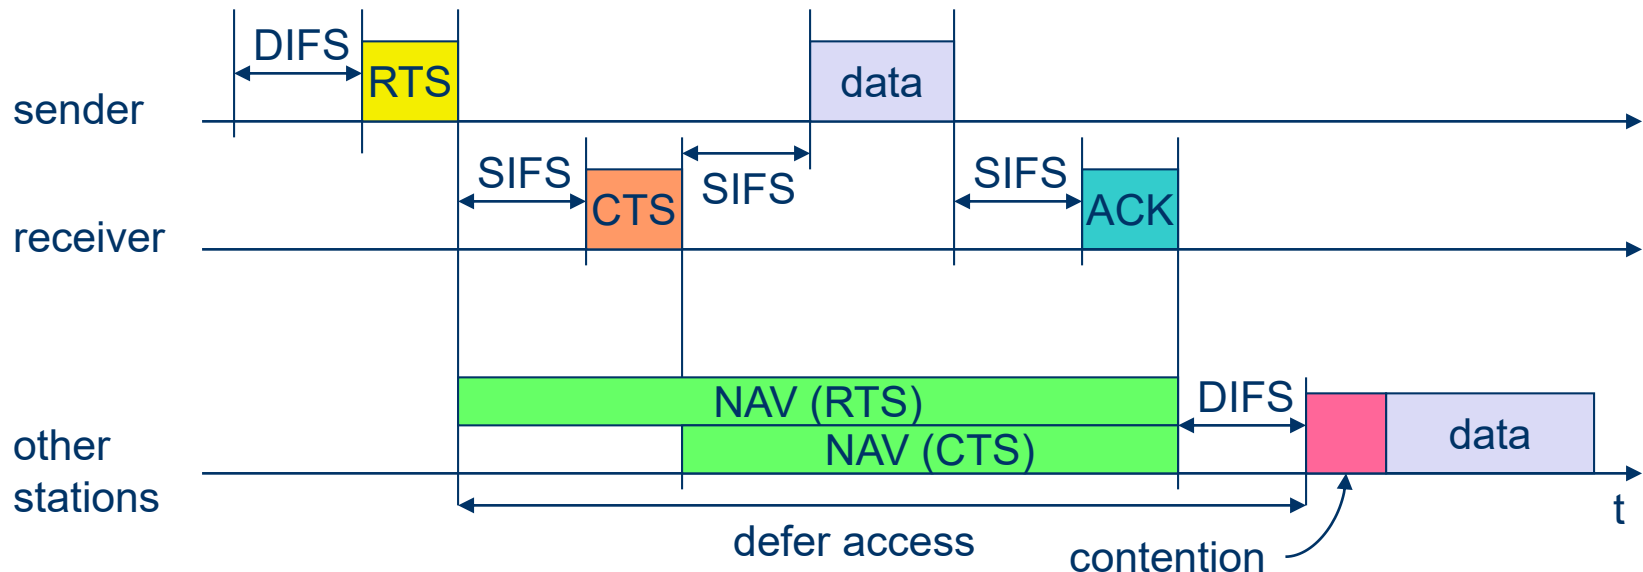 DIFS
RTS
data
sender
SIFS
CTS
SIFS
SIFS
ACK
receiver
NAV (RTS)
DIFS
NAV (CTS)
data
other
stations
t
defer access
contention